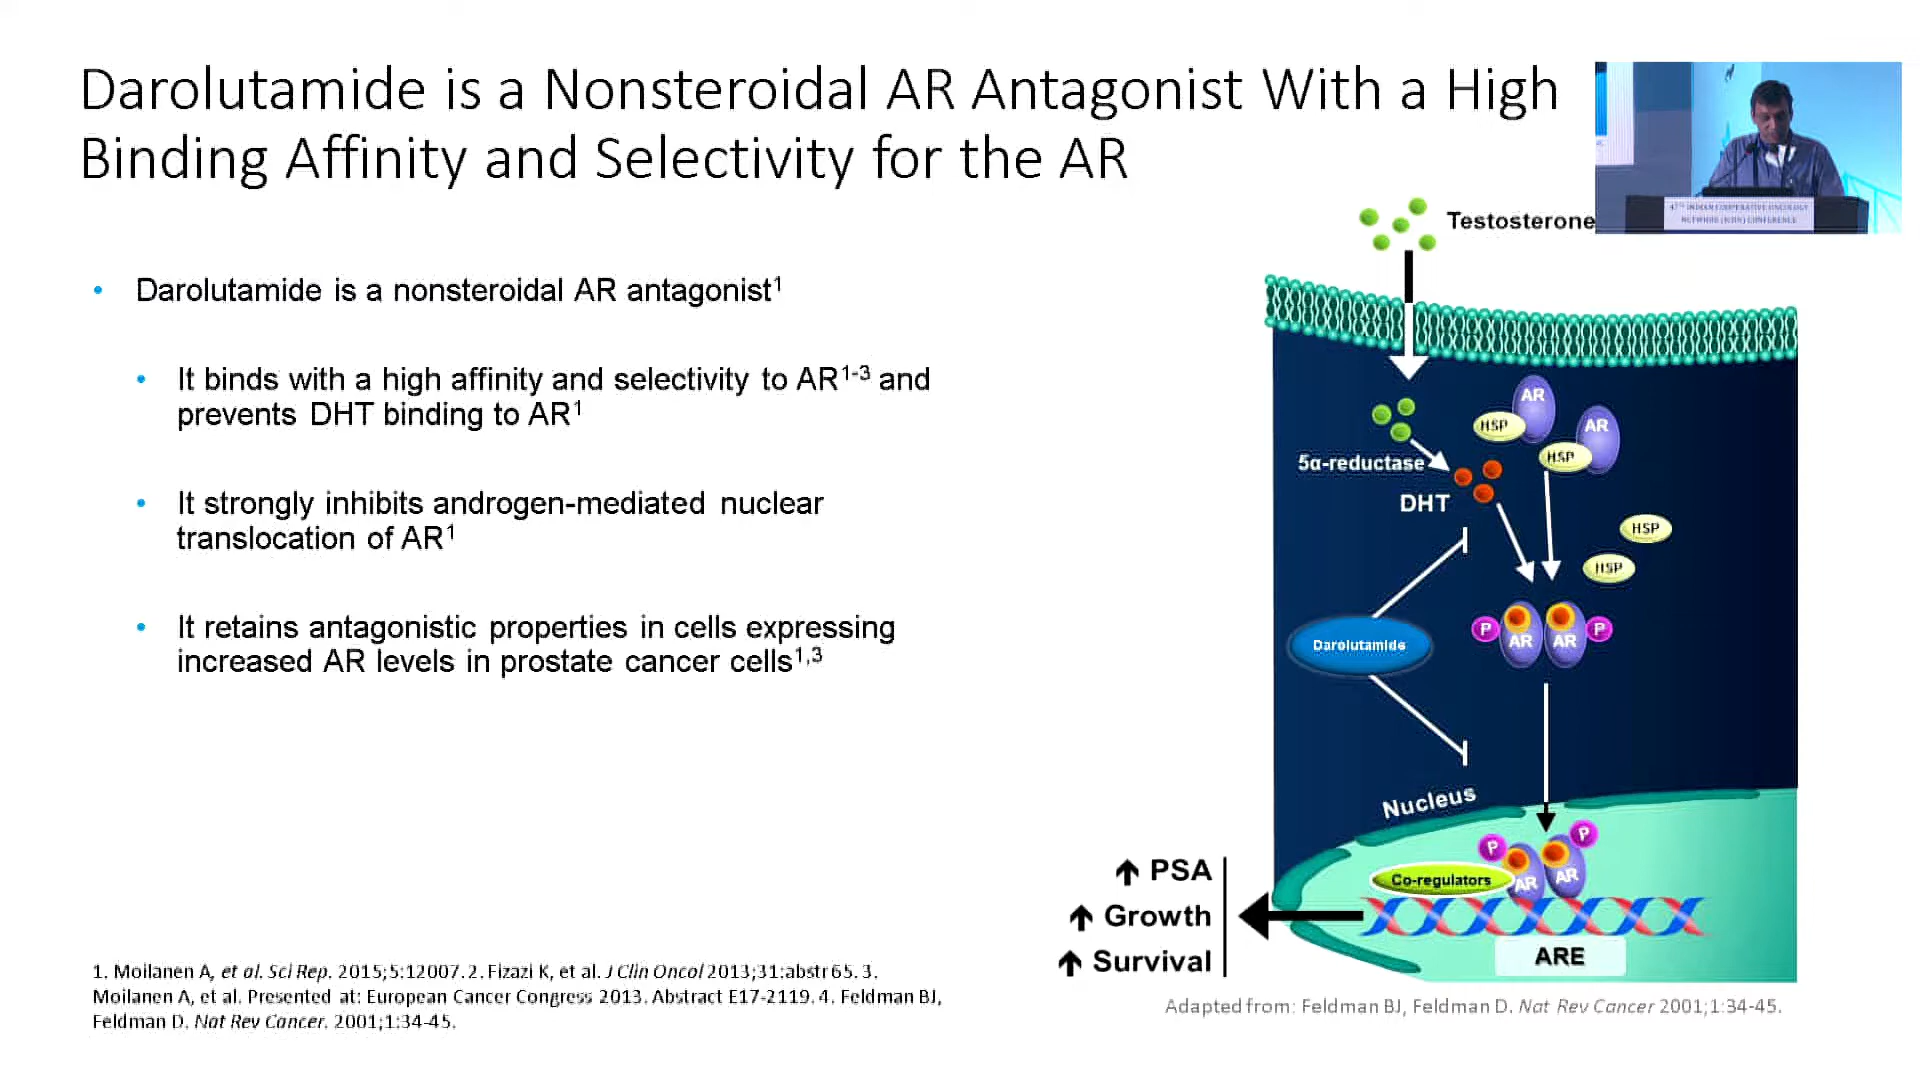 Darolutamide is a Nonsteroidal AR Antagonist With a High
Binding Affinity and Selectivity for the AR
47TH INDIAN COOPERATIVE ONCOLOGY
NETWORK (ICON) CONFERENCE
Testosterone
• Darolutamide is a nonsteroidal AR antagonist1
• It binds with a high affinity and selectivity to AR1-3 and
prevents DHT binding to AR1
• It strongly inhibits androgen-mediated nuclear
translocation of AR1
• It retains antagonistic properties in cells expressing
increased AR levels in prostate cancer cells1,3
AR
HSP
AR
HSP
5α-reductase
DHT
HSP
HSP
P
AR
AR
P
Darolutamide
Nucleus
P
P
Co-regulators
AR
AR
ARE
↑ PSA
↑ Growth
↑ Survival
1. Moilanen A, et al. Sci Rep. 2015;5:12007. 2. Fizazi K, et al. J Clin Oncol 2013;31:abstr 65. 3.
Moilanen A, et al. Presented at: European Cancer Congress 2013. Abstract E17-2119. 4. Feldman BJ,
Feldman D. Nat Rev Cancer. 2001;1:34-45.
Adapted from: Feldman BJ, Feldman D. Nat Rev Cancer 2001;1:34-45.